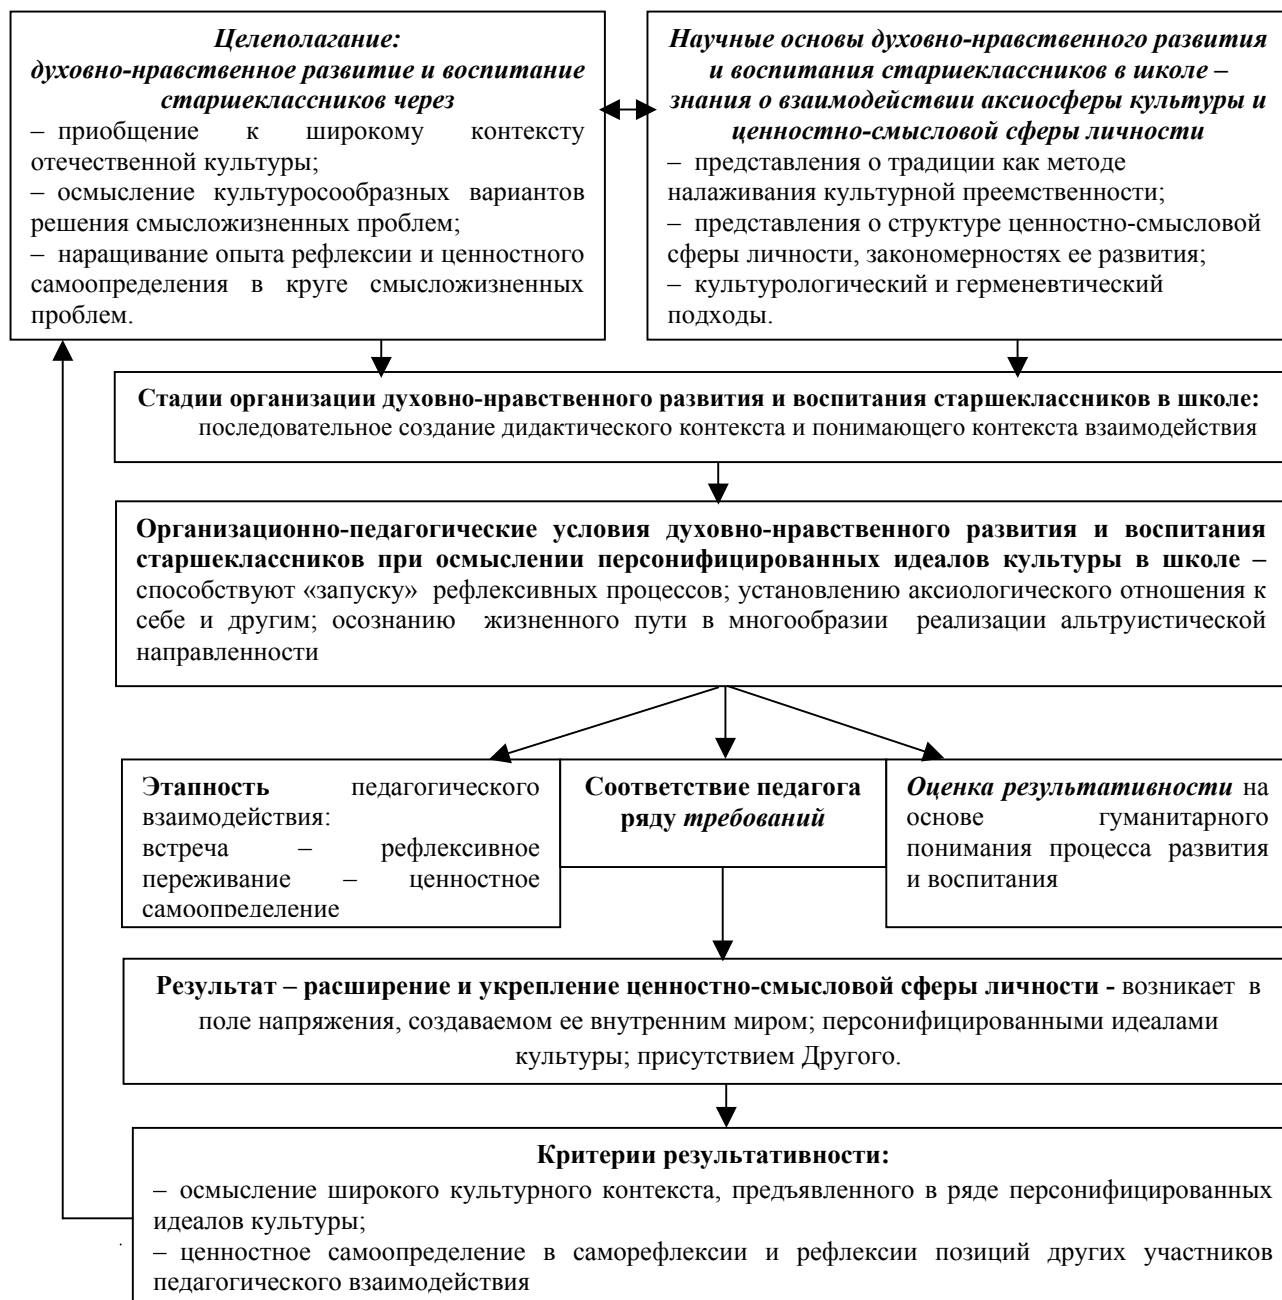 Целеполагание:
духовно-нравственное развитие и воспитание
старшеклассников через
– приобщение к широкому контексту
отечественной культуры;
– осмысление культуросообразных вариантов
решения смысложизненных проблем;
– наращивание опыта рефлексии и ценностного
самоопределения в круге смысложизненных
проблем.
Научные основы духовно-нравственного развития
и воспитания старшеклассников в школе –
знания о взаимодействии аксиосферы культуры и
ценностно-смысловой сферы личности
– представления о традиции как методе
налаживания культурной преемственности;
– представления о структуре ценностно-смысловой
сферы личности, закономерностях ее развития;
– культурологический и герменевтический
подходы.
Стадии организации духовно-нравственного развития и воспитания старшеклассников в школе:
последовательное создание дидактического контекста и понимающего контекста взаимодействия
Организационно-педагогические условия духовно-нравственного развития и воспитания
старшеклассников при осмыслении персонифицированных идеалов культуры в школе –
способствуют «запуску» рефлексивных процессов; установлению аксиологического отношения к
себе и другим; осознанию жизненного пути в многообразии реализации альтруистической
направленности
Этапность педагогического
взаимодействия:
встреча – рефлексивное
переживание – ценностное
самоопределение
Соответствие педагога
ряду требований
Оценка результативности на
основе гуманитарного
понимания процесса развития
и воспитания
Результат – расширение и укрепление ценностно-смысловой сферы личности - возникает в
поле напряжения, создаваемом ее внутренним миром; персонифицированными идеалами
культуры; присутствием Другого.
Критерии результативности:
– осмысление широкого культурного контекста, предъявленного в ряде персонифицированных
идеалов культуры;
– ценностное самоопределение в саморефлексии и рефлексии позиций других участников
педагогического взаимодействия